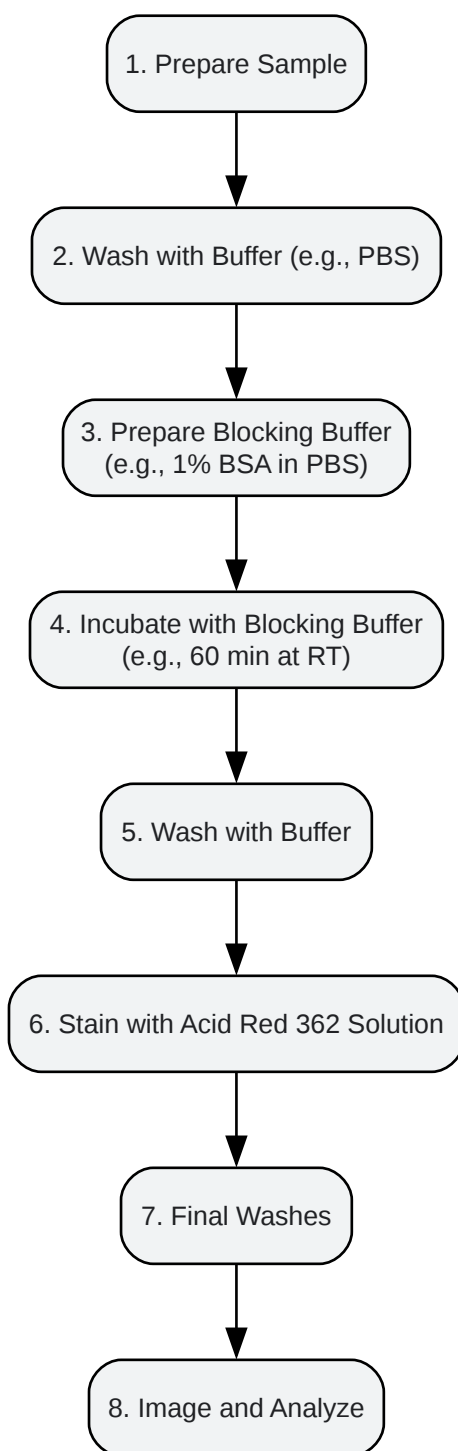 1. Prepare Sample
2. Wash with Buffer (e.g., PBS)
3. Prepare Blocking Buffer
(e.g., 1% BSA in PBS)
4. Incubate with Blocking Buffer
(e.g., 60 min at RT)
5. Wash with Buffer
6. Stain with Acid Red 362 Solution
7. Final Washes
8. Image and Analyze